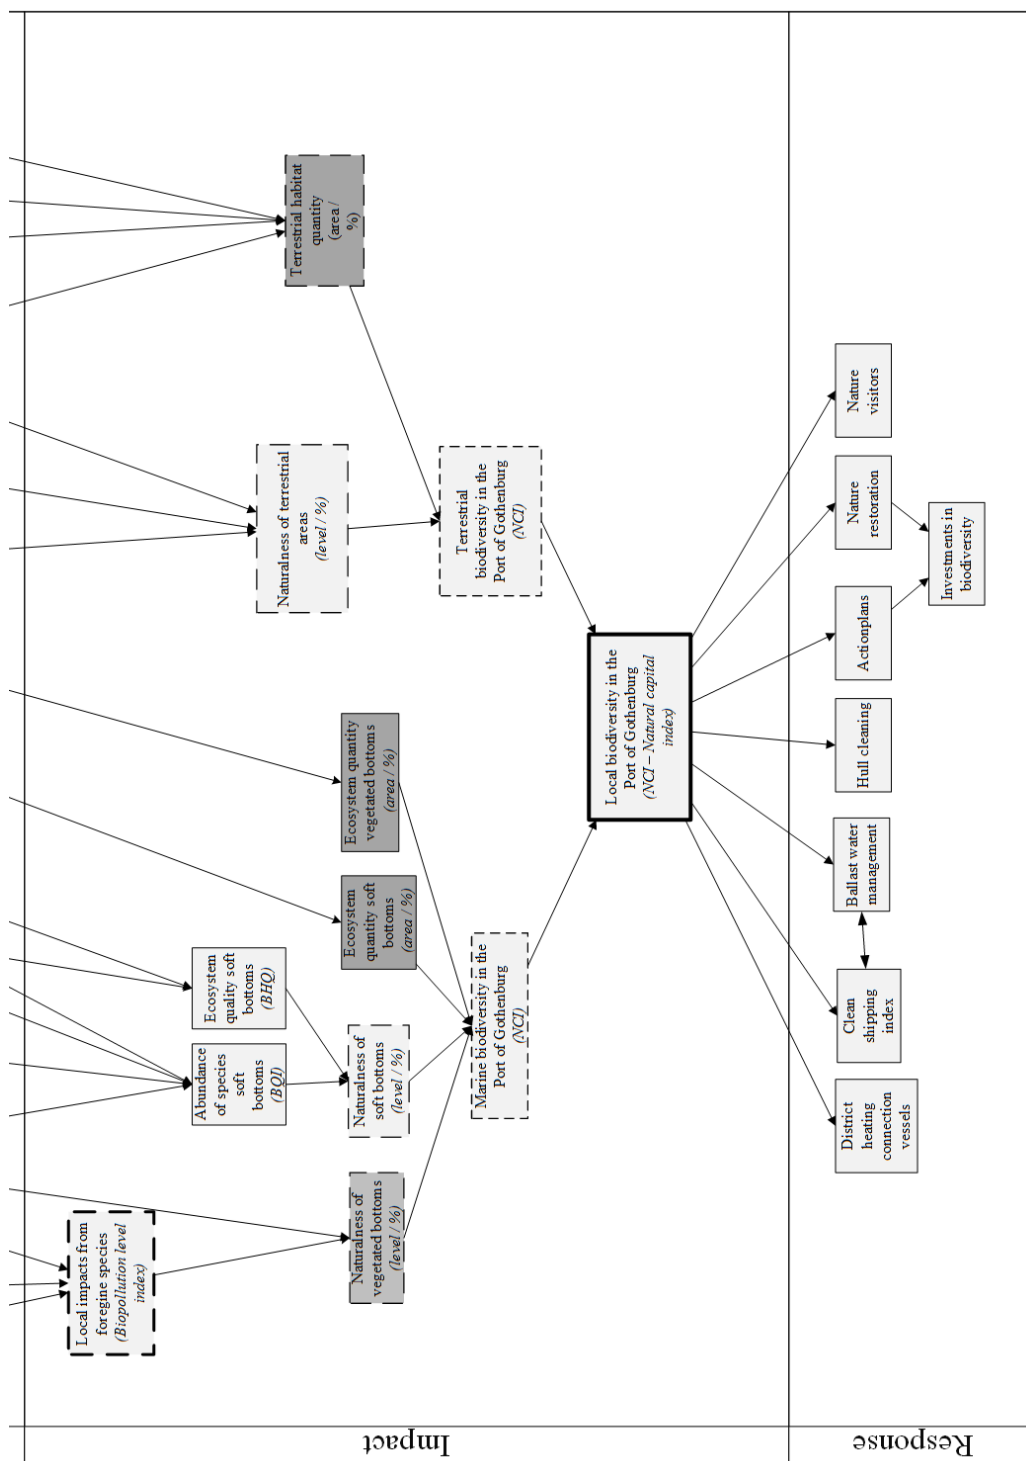 Local impacts from
foregine species
(Biopollution level
index)
Abundance
of species
soft
bottoms
(BQI)
Ecosystem
quality soft
bottoms
(BHQ)
Naturalness of terrestrial
areas
(level / %)
Terrestrial habitat
quantity
(area /
%)
Naturalness of
vegetated bottoms
(level / %)
Naturalness of
soft bottoms
(level / %)
Ecosystem
quantity soft
bottoms
(area / %)
Ecosystem quantity
vegetated bottoms
(area / %)
Marine biodiversity in the
Port of Gothenburg
(NCI)
Terrestrial
biodiversity in the
Port of Gothenburg
(NCI)
Local biodiversity in the
Port of Gothenburg
(NCI – Natural capital
index)
Impact
District
heating
connection
vessels
Clean
shipping
index
Ballast water
management
Hull cleaning
Actionplans
Nature
restoration
Nature
visitors
Investments in
biodiversity
Response